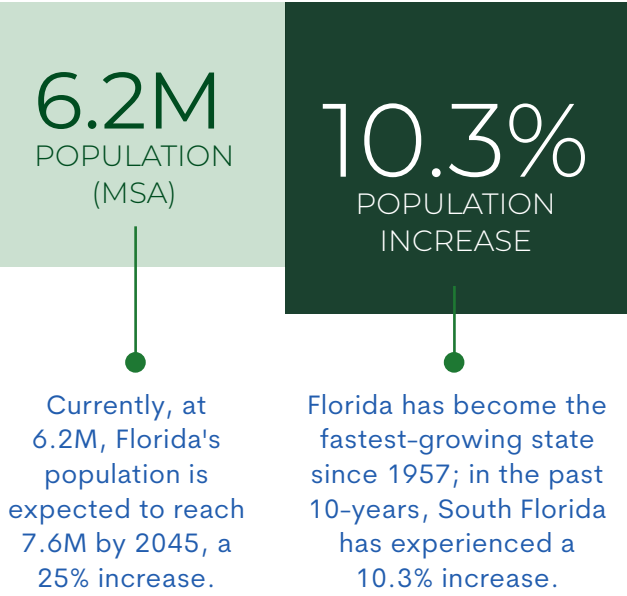 6.2M
POPULATION
(MSA)
Currently, at
6.2M, Florida's
population is
expected to reach
7.6M by 2045, a
25% increase.
10.3%
POPULATION
INCREASE
Florida has become the
fastest-growing state
since 1957; in the past
10-years, South Florida
has experienced a
10.3% increase.